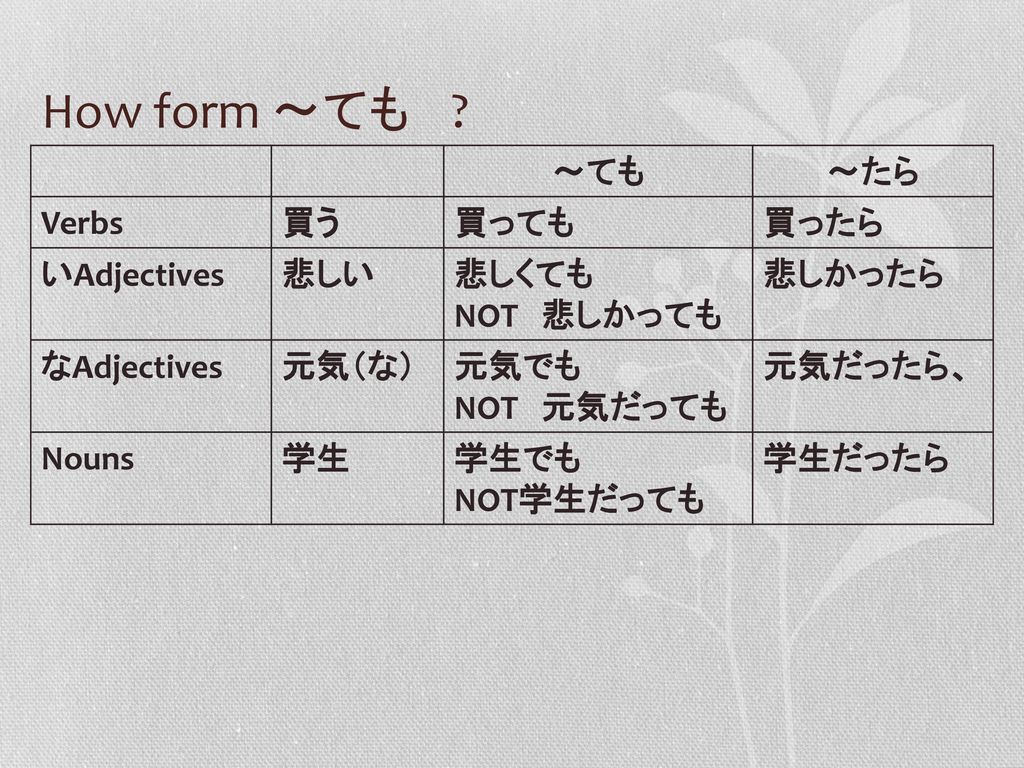 How form ～ても ？
～ても ～たら
Verbs 買う 買っても 買ったら
いAdjectives 悲しい 悲しくても 悲しかったら
NOT 悲しかっても
なAdjectives 元気（な） 元気でも 元気だったら、
NOT 元気だっても
Nouns 学生 学生でも 学生だったら
NOT学生だっても